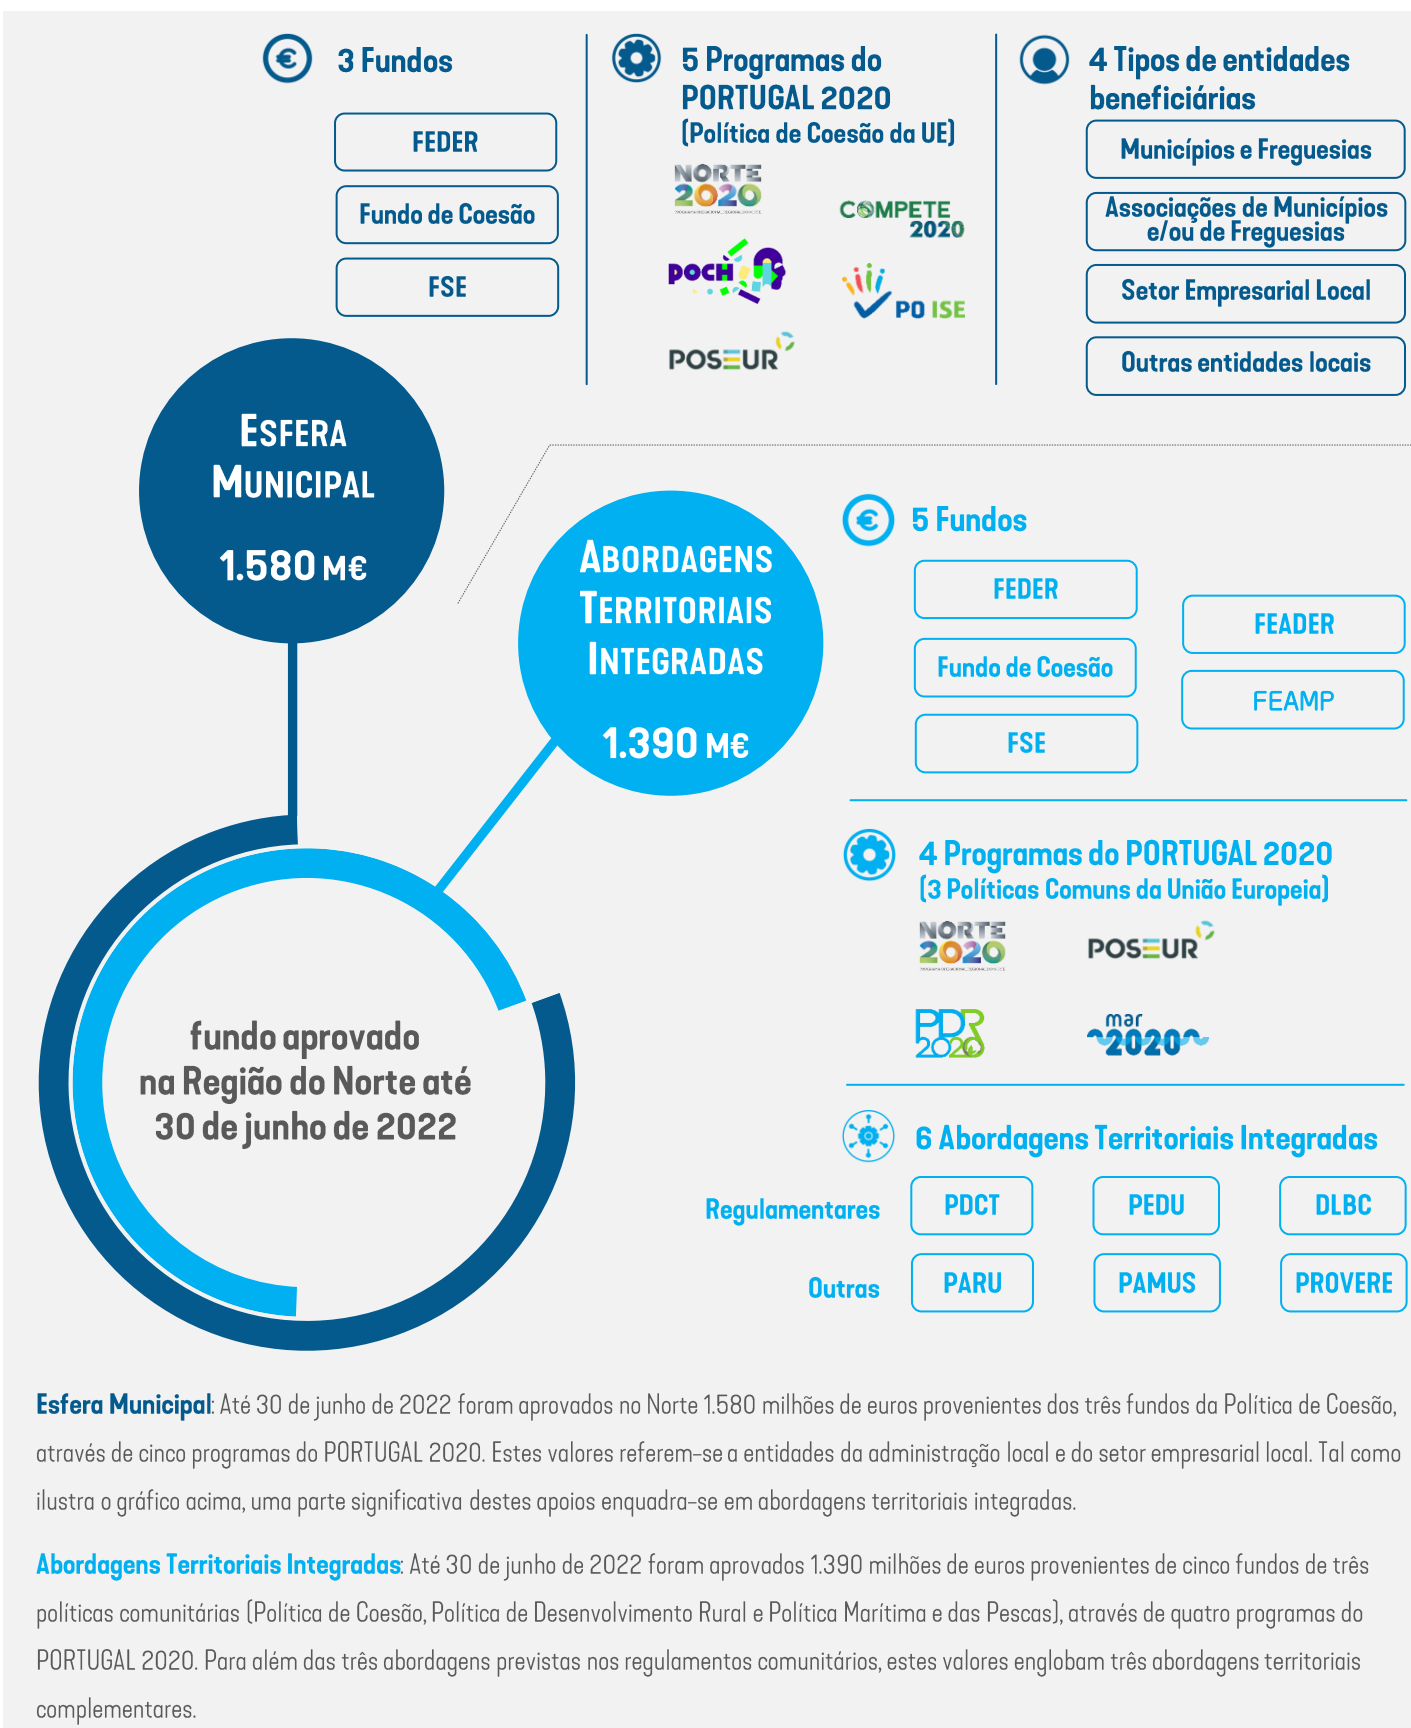 3 Fundos
FEDER
Fundo de Coesão
FSE
5 Programas do
PORTUGAL 2020
(Política de Coesão da UE)
NORTE
2020
COMPETE
2020
POCH
PO ISE
POSEUR
4 Tipos de entidades
beneficiárias
Municípios e Freguesias
Associações de Municípios
e/ou de Freguesias
Setor Empresarial Local
Outras entidades locais
ESFERA
MUNICIPAL
1.580 M€
ABORDAGENS
TERRITORIAIS
INTEGRADAS
1.390 M€
5 Fundos
FEDER
Fundo de Coesão
FSE
FEADER
FEAMP
4 Programas do PORTUGAL 2020
(3 Políticas Comuns da União Europeia)
NORTE
2020
POSEUR
PDR
2020
mar
2020
6 Abordagens Territoriais Integradas
Regulamentares
PDCT
PEDU
DLBC
Outras
PARU
PAMUS
PROVERE
fundo aprovado
na Região do Norte até
30 de junho de 2022
Esfera Municipal: Até 30 de junho de 2022 foram aprovados no Norte 1.580 milhões de euros provenientes dos três fundos da Política de Coesão,
através de cinco programas do PORTUGAL 2020. Estes valores referem-se a entidades da administração local e do setor empresarial local. Tal como
ilustra o gráfico acima, uma parte significativa destes apoios enquadra-se em abordagens territoriais integradas.
Abordagens Territoriais Integradas: Até 30 de junho de 2022 foram aprovados 1.390 milhões de euros provenientes de cinco fundos de três
políticas comunitárias (Política de Coesão, Política de Desenvolvimento Rural e Política Marítima e das Pescas), através de quatro programas do
PORTUGAL 2020. Para além das três abordagens previstas nos regulamentos comunitários, estes valores englobam três abordagens territoriais
complementares.